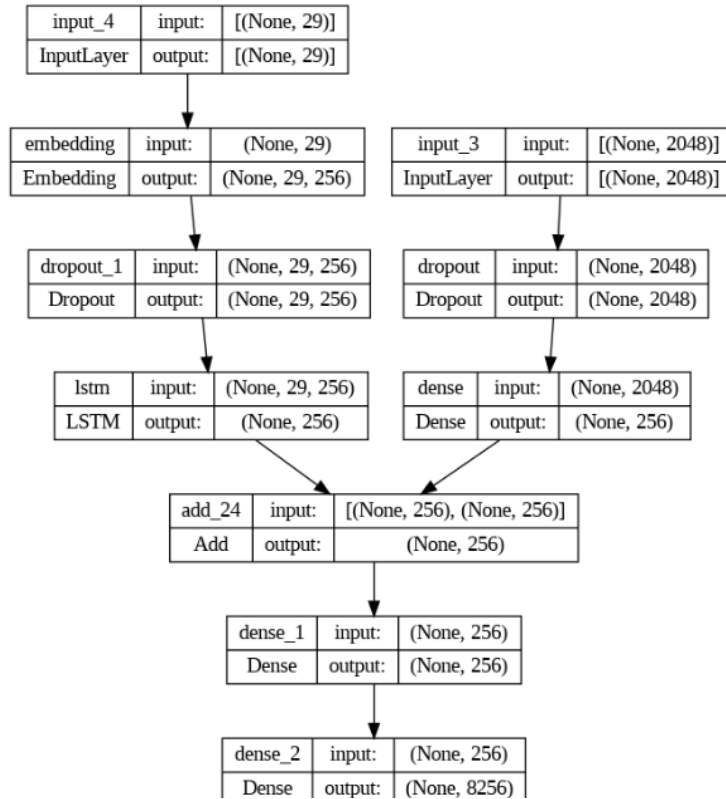 input_4 input: [(None, 29)]
InputLayer output: [(None, 29)]
embedding input: (None, 29)
Embedding output: (None, 29, 256)
input_3 input: [(None, 2048)]
InputLayer output: [(None, 2048)]
dropout_1 input: (None, 29, 256)
Dropout output: (None, 29, 256)
dropout input: (None, 2048)
Dropout output: (None, 2048)
lstm input: (None, 29, 256)
LSTM output: (None, 256)
dense input: (None, 2048)
Dense output: (None, 256)
add_24 input: [(None, 256), (None, 256)]
Add output: (None, 256)
dense_1 input: (None, 256)
Dense output: (None, 256)
dense_2 input: (None, 256)
Dense output: (None, 8256)